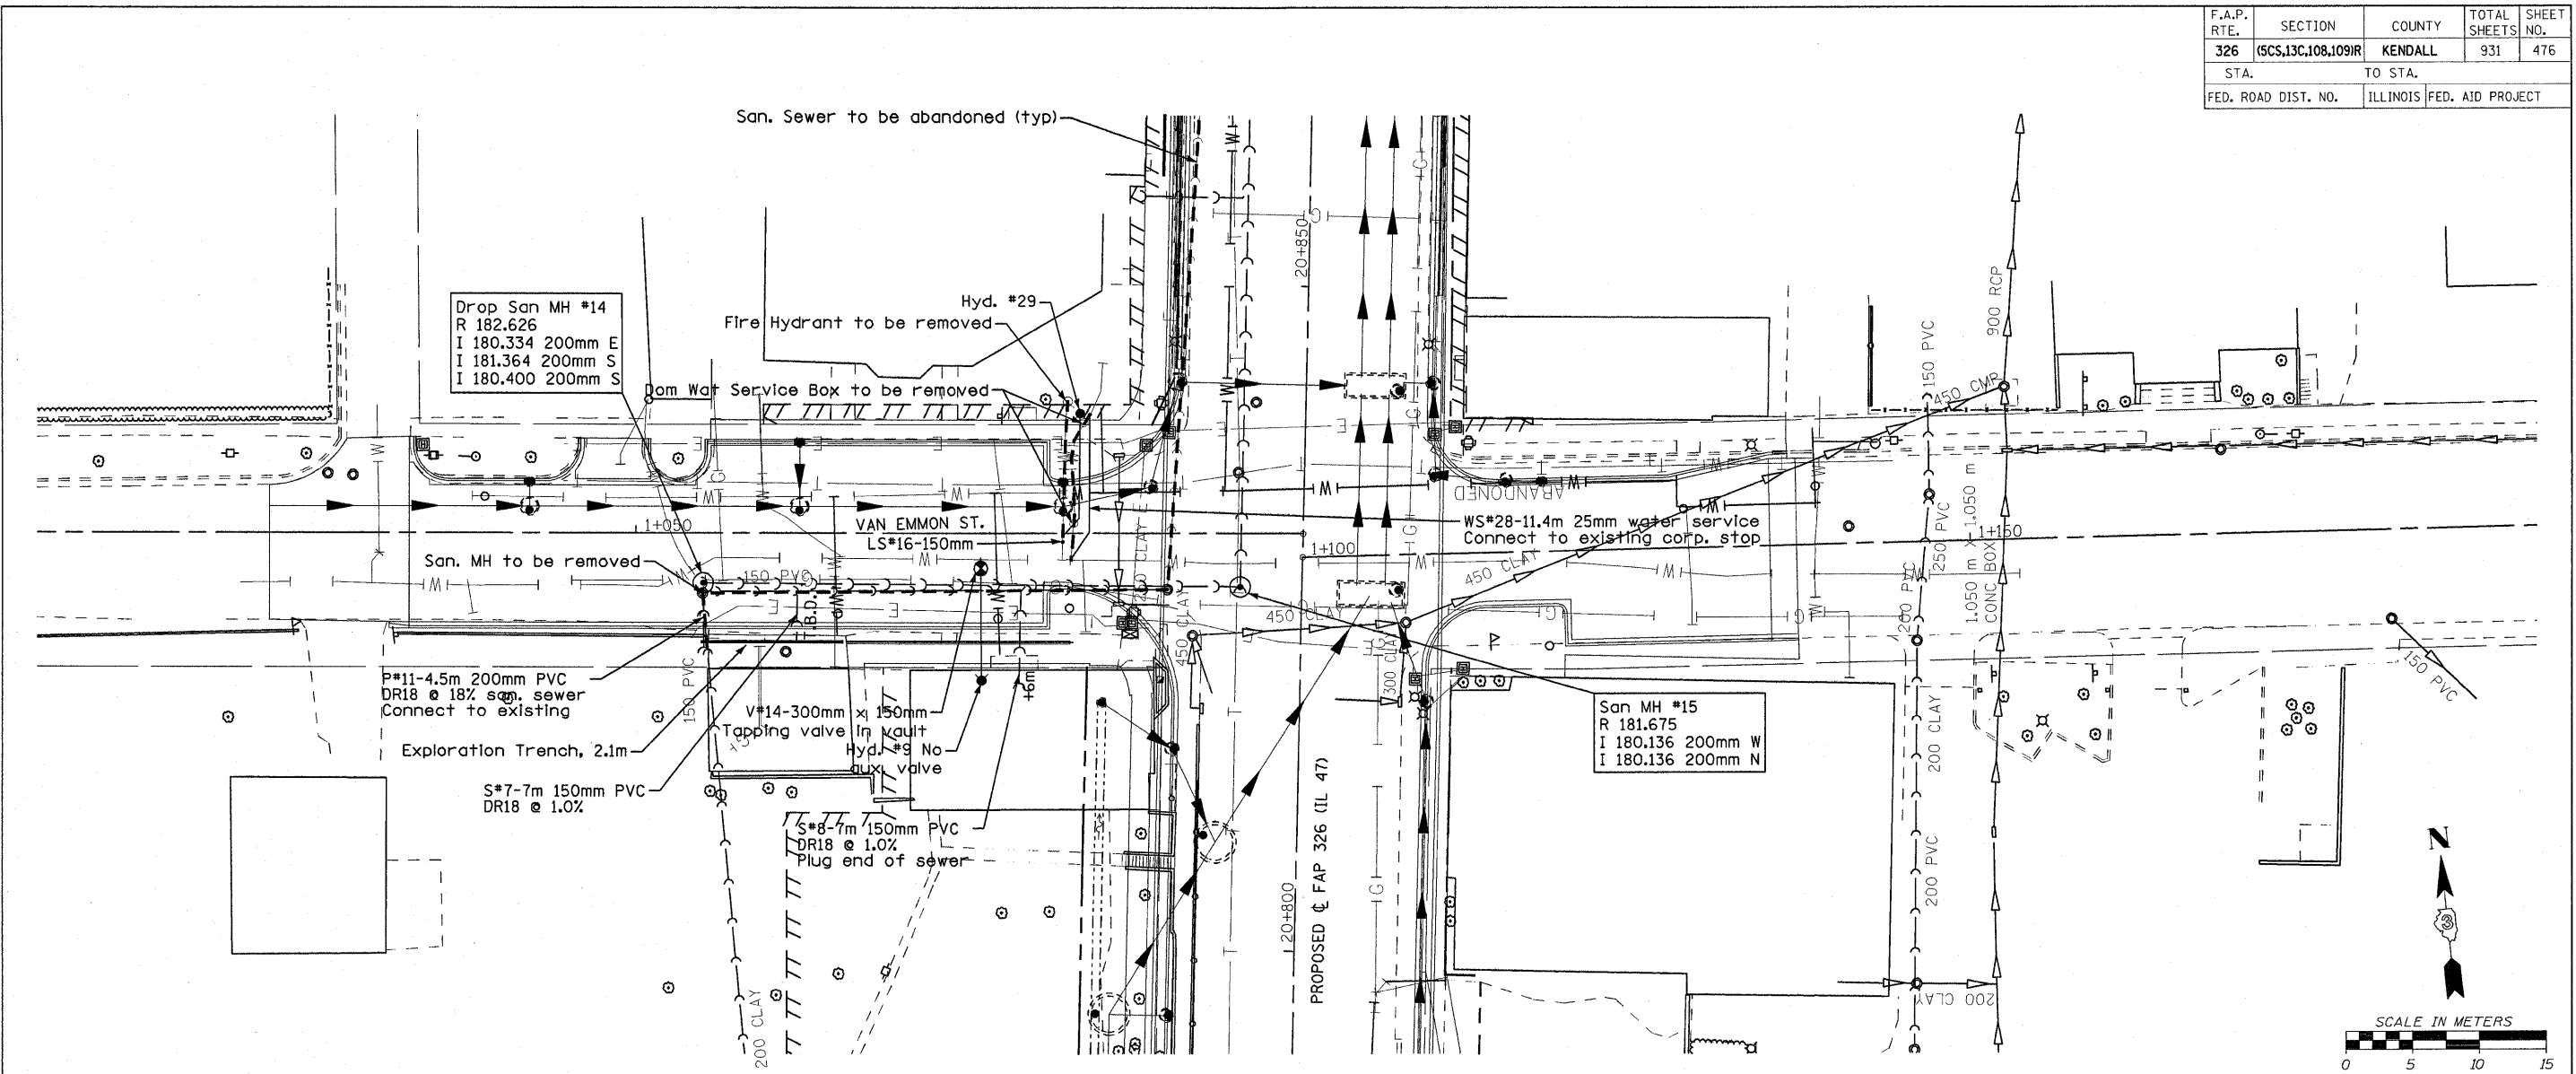 F.A.P. RTE. SECTION COUNTY TOTAL SHEETS SHEET NO.
326 (5CS,13C,108,109)R KENDALL 931 476
STA. TO STA.
FED. ROAD DIST. NO. ILLINOIS FED. AID PROJECT
San. Sewer to be abandoned (typ)
20+850
Drop San MH #14
R 182.626
I 180.334 200mm E
I 181.364 200mm S
I 180.400 200mm S
Hyd. #29
Fire Hydrant to be removed
Dom Wat Service Box to be removed
900 RCP
150 PVC
450 CMP
ABANDONED
1+050
VAN EMMON ST.
LS#16-150mm
WS#28-11.4m 25mm water service
Connect to existing corp. stop
1+100
1+150
250 PVC
1.050 m x 1.050 m
CONC BOX
San. MH to be removed
150 PVC
T.B.D.
450 CLAY
450 CLAY
450 CLAY
200 PVC
150 PVC
P#11-4.5m 200mm PVC
DR18 @ 18% san. sewer
Connect to existing
150 PVC
+6m
Exploration Trench, 2.1m
V#14-300mm x 150mm
Tapping valve in vault
Hyd. #9 No
aux. valve
San MH #15
R 181.675
I 180.136 200mm W
I 180.136 200mm N
200 CLAY
S#7-7m 150mm PVC
DR18 @ 1.0%
S#8-7m 150mm PVC
DR18 @ 1.0%
Plug end of sewer
PROPOSED ℄ FAP 326 (IL 47)
20+800
200 PVC
200 CLAY
200 CLAY
N
SCALE IN METERS
0 5 10 15